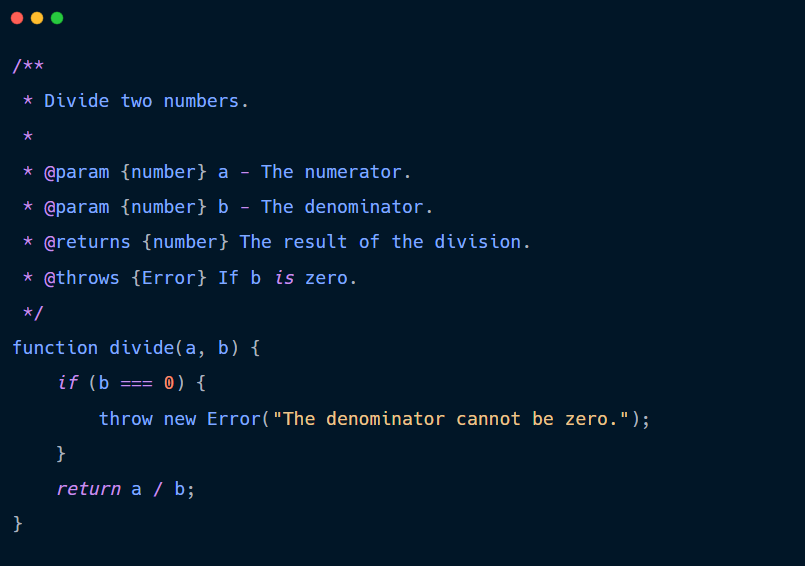 /**
 * Divide two numbers.
 *
 * @param {number} a - The numerator.
 * @param {number} b - The denominator.
 * @returns {number} The result of the division.
 * @throws {Error} If b is zero.
 */
function divide(a, b) {
    if (b === 0) {
        throw new Error("The denominator cannot be zero.");
    }
    return a / b;
}